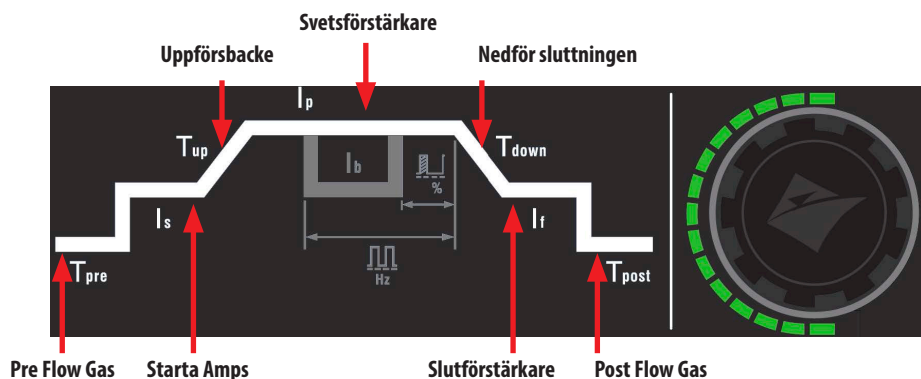 Svetsförstärkare
Uppförsbacke
Nedför sluttningen
Ip
Tup
Tdown
Ib
%
Is
If
Hz
Tpre
Tpost
Pre Flow Gas
Starta Amps
Slutförstärkare
Post Flow Gas